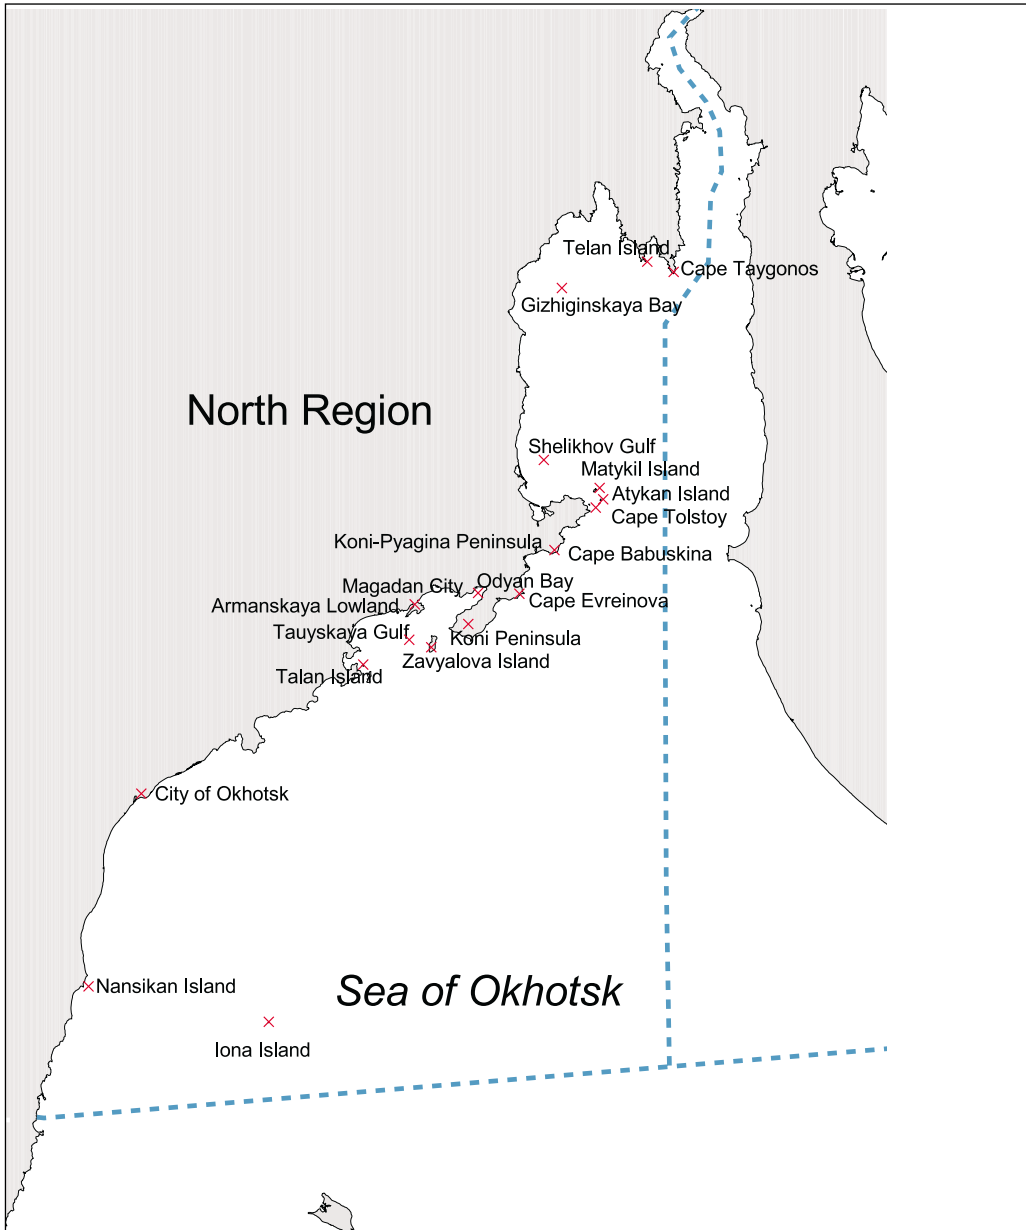 Telan Island
Cape Taygonos
Gizhiginskaya Bay
North Region
Shelikhov Gulf
Matykil Island
Atykan Island
Cape Tolstoy
Koni-Pyagina Peninsula
Cape Babuskina
Magadan City
Odyan Bay
Armanskaya Lowland
Cape Evreinova
Tauyskaya Gulf
Koni Peninsula
Zavyalova Island
Talan Island
City of Okhotsk
Nansikan Island
Sea of Okhotsk
Iona Island